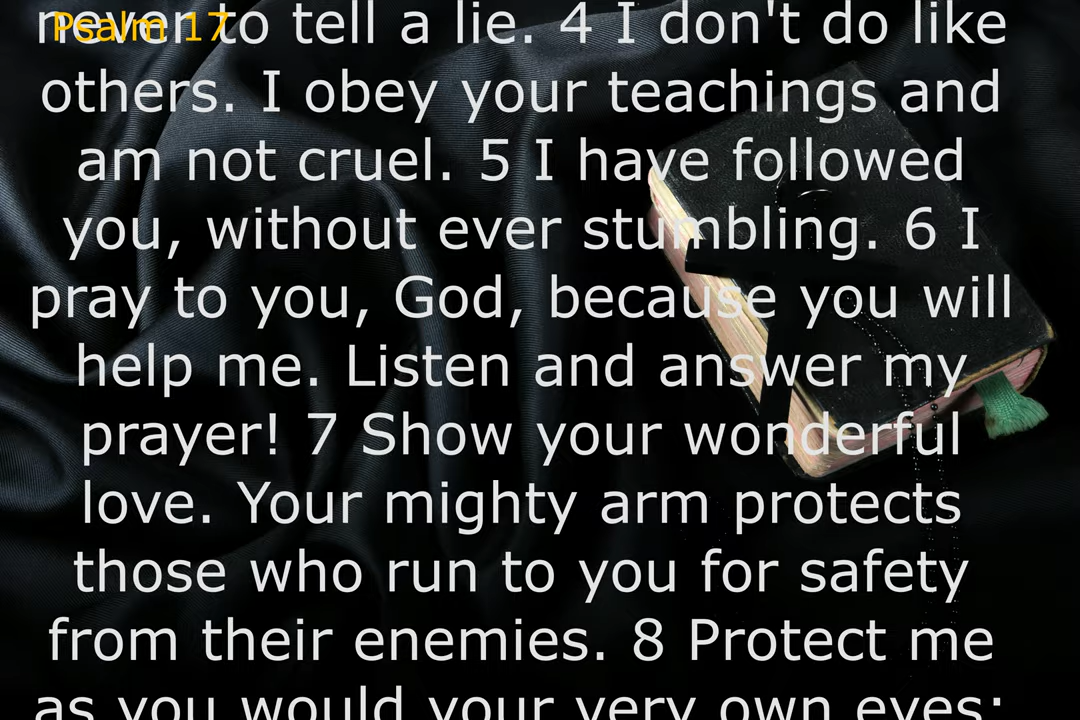 Psalm 17
never to tell a lie. 4 I don't do like
others. I obey your teachings and
am not cruel. 5 I have followed
you, without ever stumbling. 6 I
pray to you, God, because you will
help me. Listen and answer my
prayer! 7 Show your wonderful
love. Your mighty arm protects
those who run to you for safety
from their enemies. 8 Protect me
as you would your very own eyes;